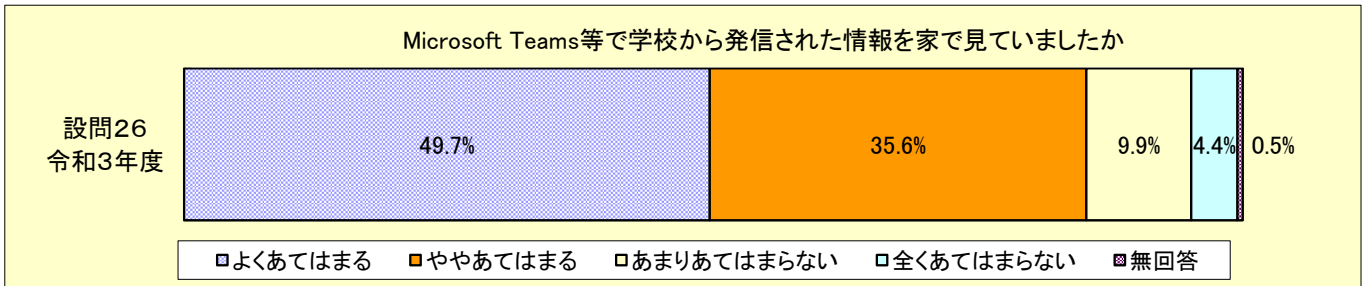 Microsoft Teams等で学校から発信された情報を家で見ていましたか
設問26
令和3年度
49.7%
35.6%
9.9%
4.4%
0.5%
よくあてはまる
ややあてはまる
あまりあてはまらない
全くあてはまらない
無回答